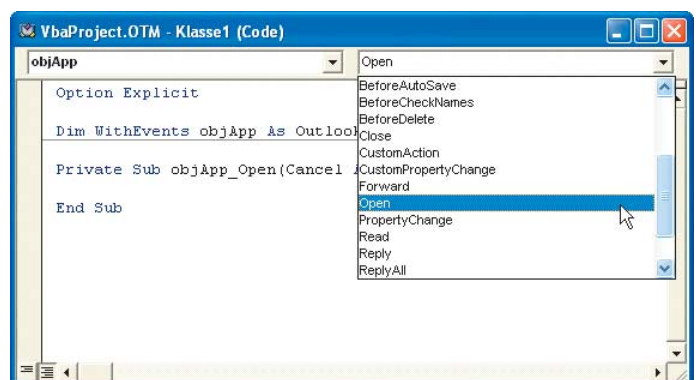 VbaProject.OTM - Klasse1 (Code)
objApp
Open
Option Explicit
Dim WithEvents objApp As
Private Sub objApp_Open(Cancel
End Sub
BeforeAutoSave
BeforeCheckNames
BeforeDelete
Close
CustomAction
CustomPropertyChange
Forward
Open
PropertyChange
Read
Reply
ReplyAll